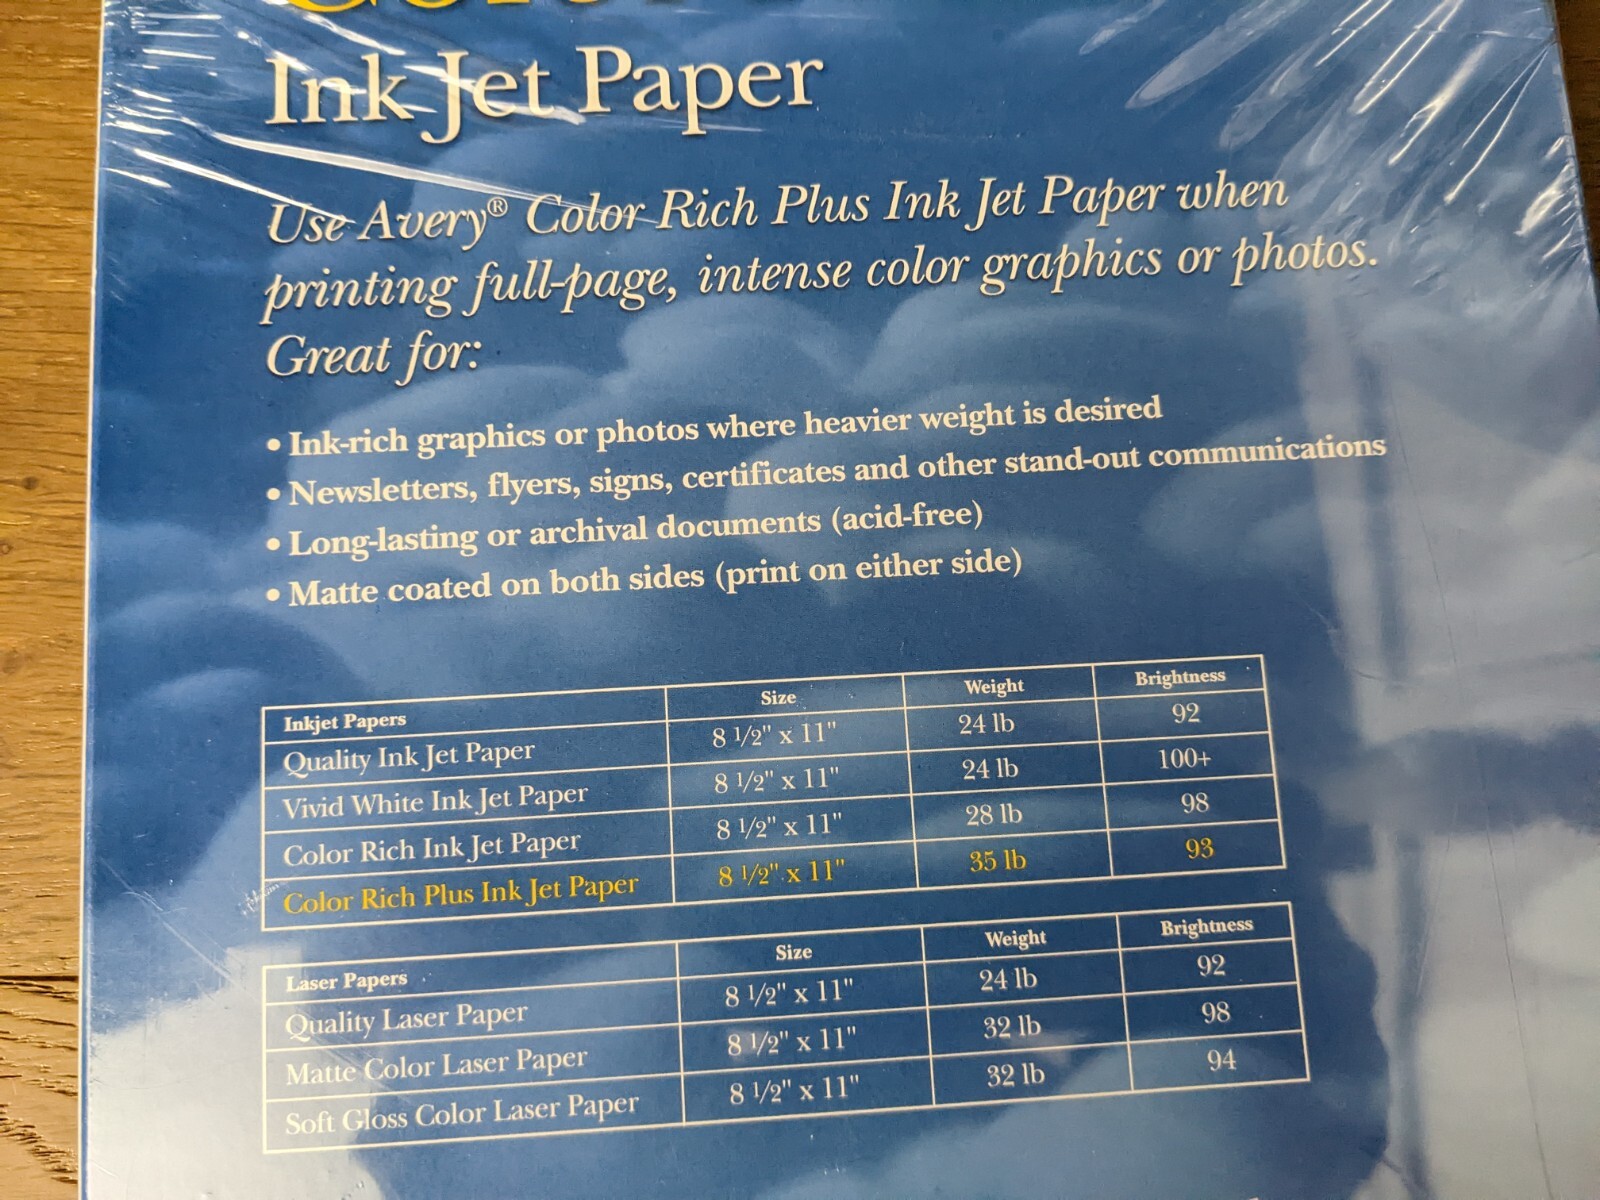 Ink Jet Paper
Use Avery® Color Rich Plus Ink Jet Paper when
printing full-page, intense color graphics or photos.
Great for:
• Ink-rich graphics or photos where heavier weight is desired
• Newsletters, flyers, signs, certificates and other stand-out communications
• Long-lasting or archival documents (acid-free)
• Matte coated on both sides (print on either side)
Inkjet Papers Size Weight Brightness
Quality Ink Jet Paper 8 1/2" x 11" 24 lb 92
Vivid White Ink Jet Paper 8 1/2" x 11" 24 lb 100+
Color Rich Ink Jet Paper 8 1/2" x 11" 28 lb 98
Color Rich Plus Ink Jet Paper 8 1/2" x 11" 35 lb 93
Laser Papers Size Weight Brightness
Quality Laser Paper 8 1/2" x 11" 24 lb 92
Matte Color Laser Paper 8 1/2" x 11" 32 lb 98
Soft Gloss Color Laser Paper 8 1/2" x 11" 32 lb 94